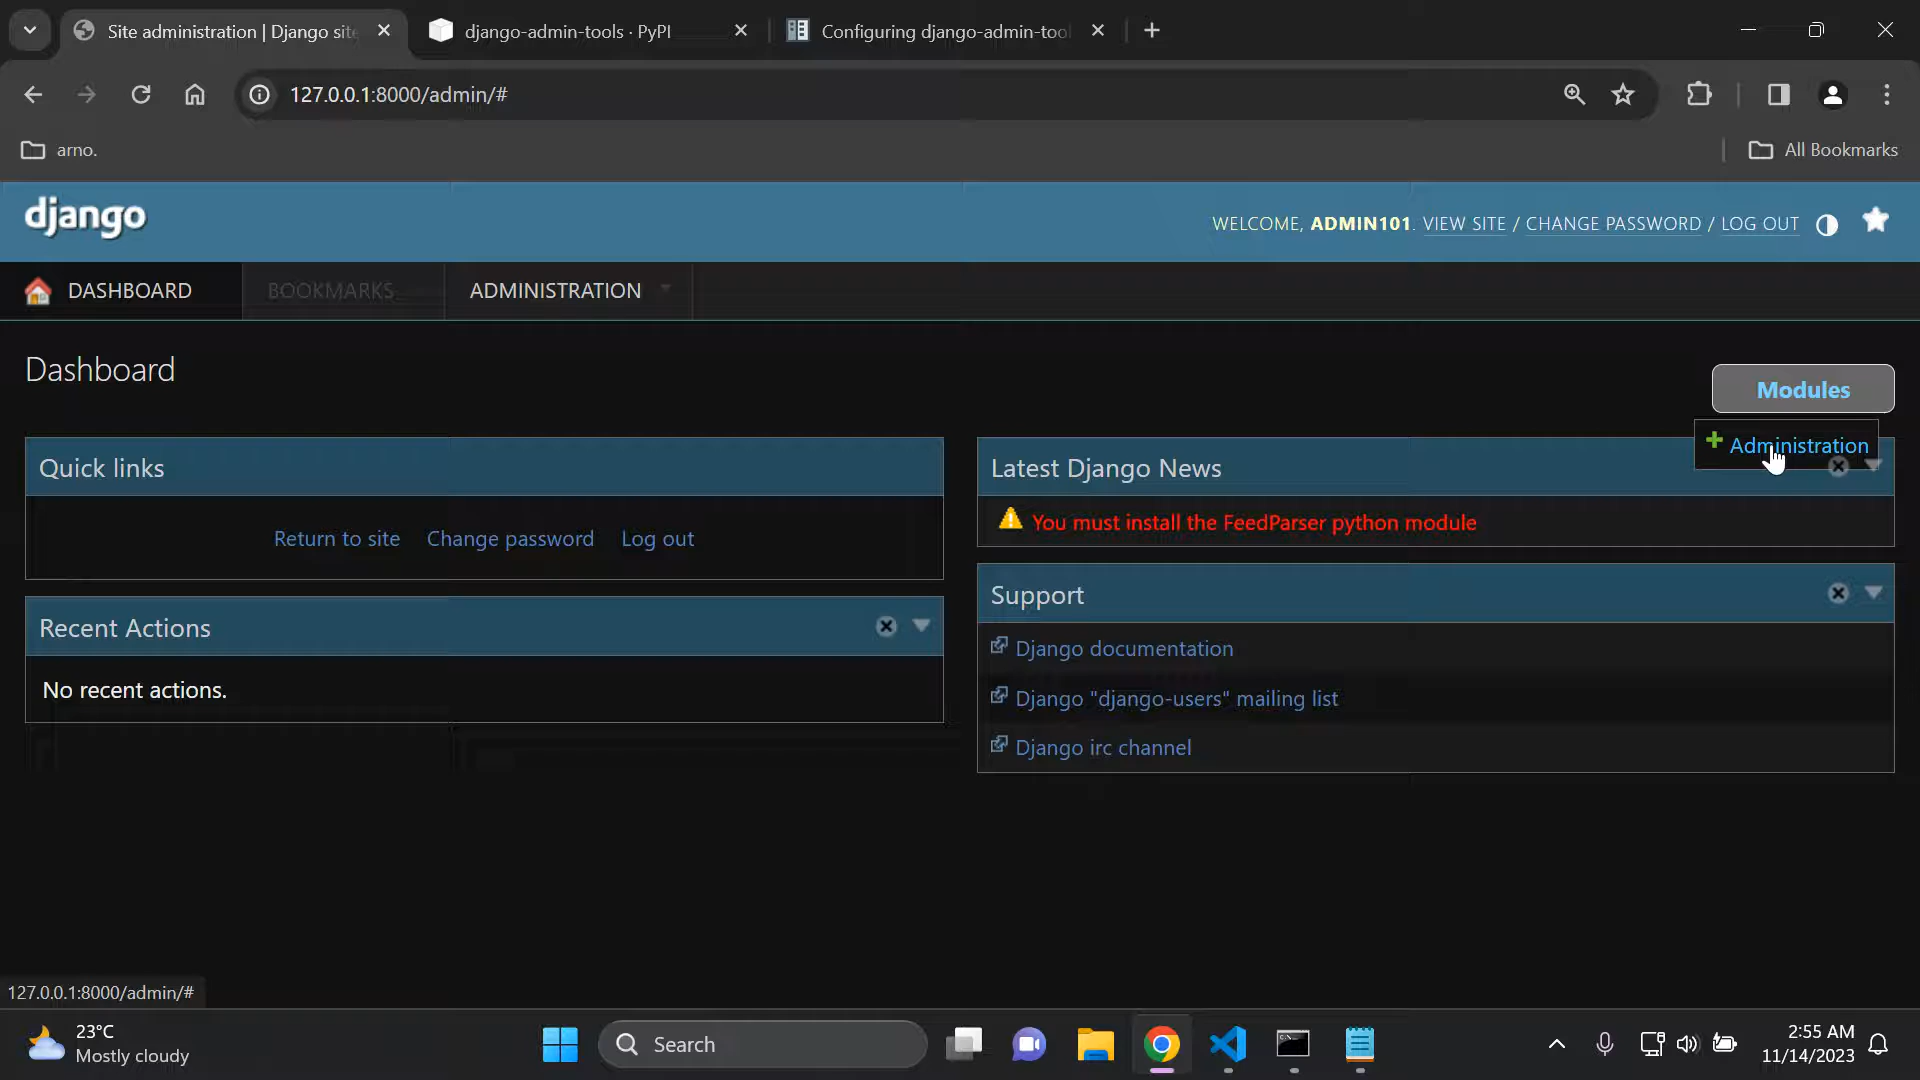 Site administration | Django site
django-admin-tools · PyPI
Configuring django-admin-tool
127.0.0.1:8000/admin/#
arno.
All Bookmarks
django
WELCOME, ADMIN101. VIEW SITE / CHANGE PASSWORD / LOG OUT
DASHBOARD
BOOKMARKS
ADMINISTRATION
Dashboard
Modules
Administration
Quick links
Return to site
Change password
Log out
Recent Actions
No recent actions.
Latest Django News
You must install the FeedParser python module
Support
Django documentation
Django "django-users" mailing list
Django irc channel
127.0.0.1:8000/admin/#
23°C
Mostly cloudy
Search
2:55 AM
11/14/2023